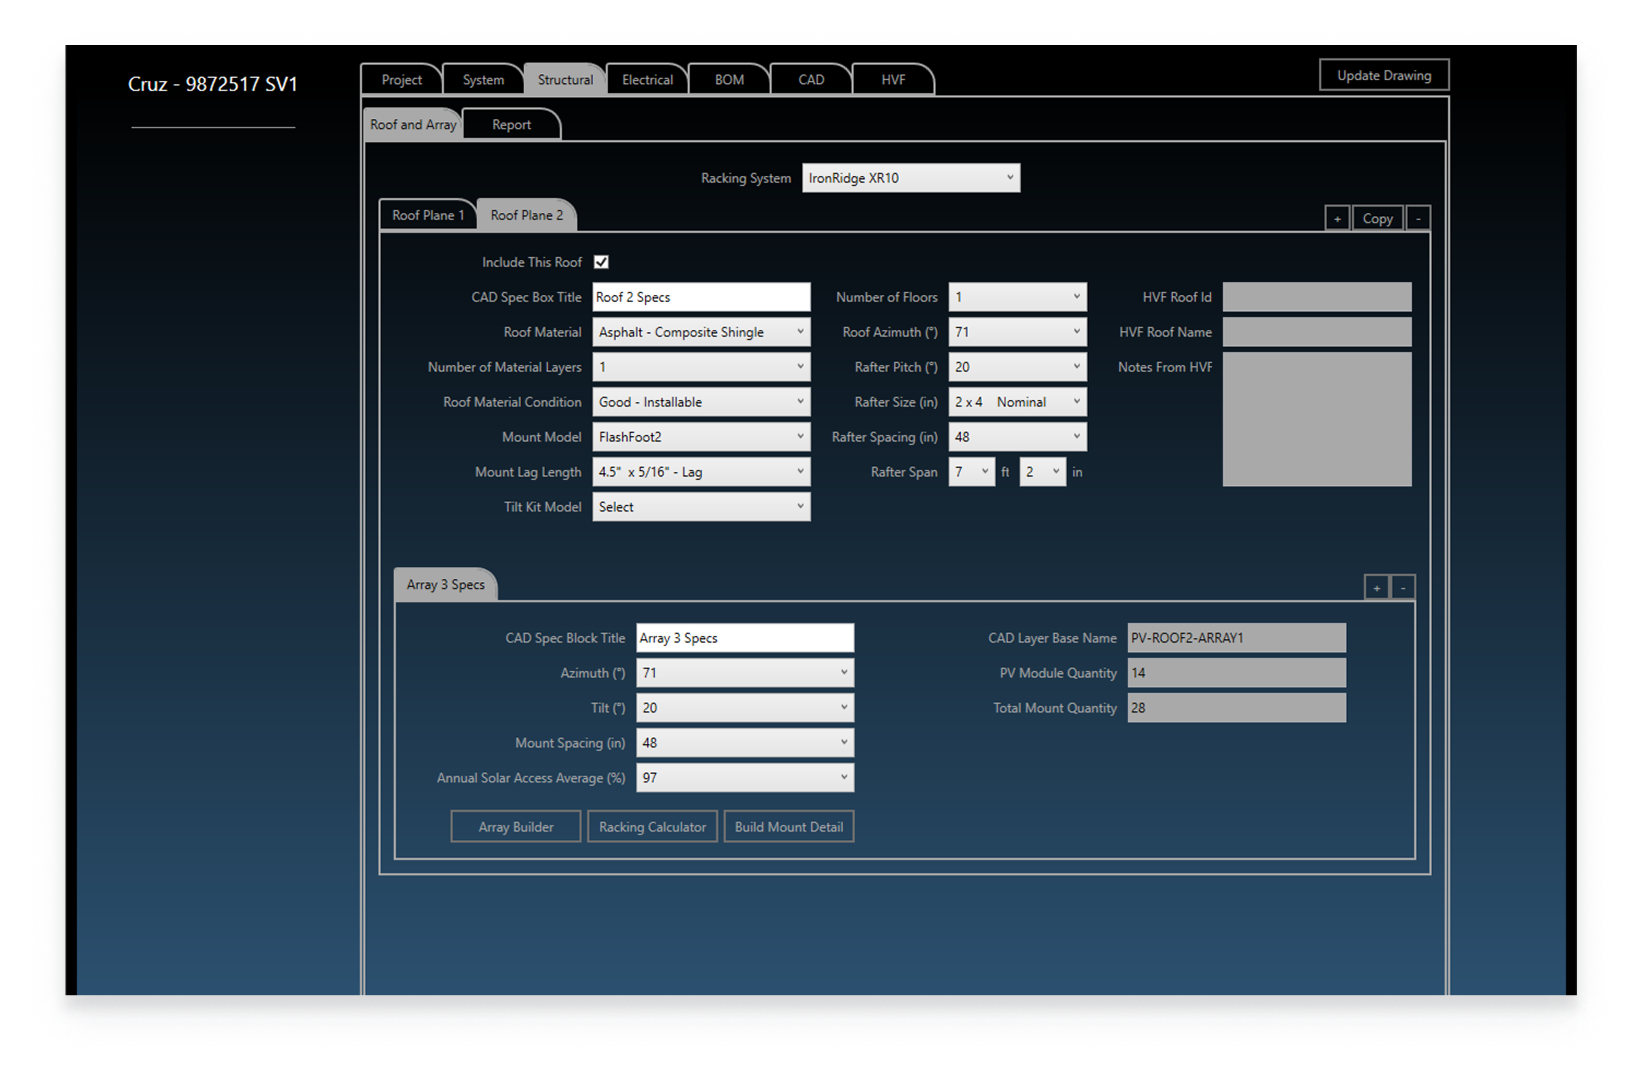 Cruz - 9872517 SV1
Project System Structural Electrical BOM CAD HVF Update Drawing
Roof and Array Report
Racking System IronRidge XR10
Roof Plane 1 Roof Plane 2 + Copy -
Include This Roof
CAD Spec Box Title Roof 2 Specs Number of Floors 1 HVF Roof Id
Roof Material Asphalt - Composite Shingle Roof Azimuth (°) 71 HVF Roof Name
Number of Material Layers 1 Rafter Pitch (°) 20 Notes From HVF
Roof Material Condition Good - Installable Rafter Size (in) 2 x 4 Nominal
Mount Model FlashFoot2 Rafter Spacing (in) 48
Mount Lag Length 4.5" x 5/16" - Lag Rafter Span 7 ft 2 in
Tilt Kit Model Select
Array 3 Specs + -
CAD Spec Block Title Array 3 Specs CAD Layer Base Name PV-ROOF2-ARRAY1
Azimuth (°) 71 PV Module Quantity 14
Tilt (°) 20 Total Mount Quantity 28
Mount Spacing (in) 48
Annual Solar Access Average (%) 97
Array Builder Racking Calculator Build Mount Detail